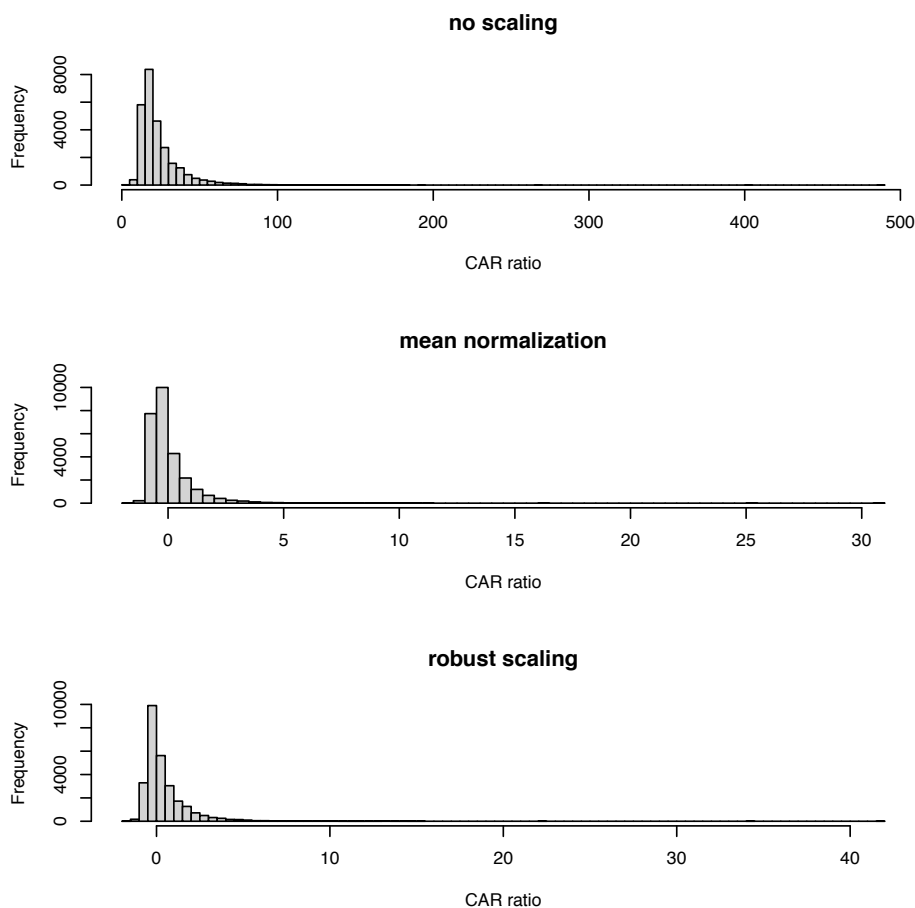 no scaling
Frequency
8000
4000
0
0 100 200 300 400 500
CAR ratio
mean normalization
Frequency
10000
4000
0
0 5 10 15 20 25 30
CAR ratio
robust scaling
Frequency
10000
4000
0
0 10 20 30 40
CAR ratio